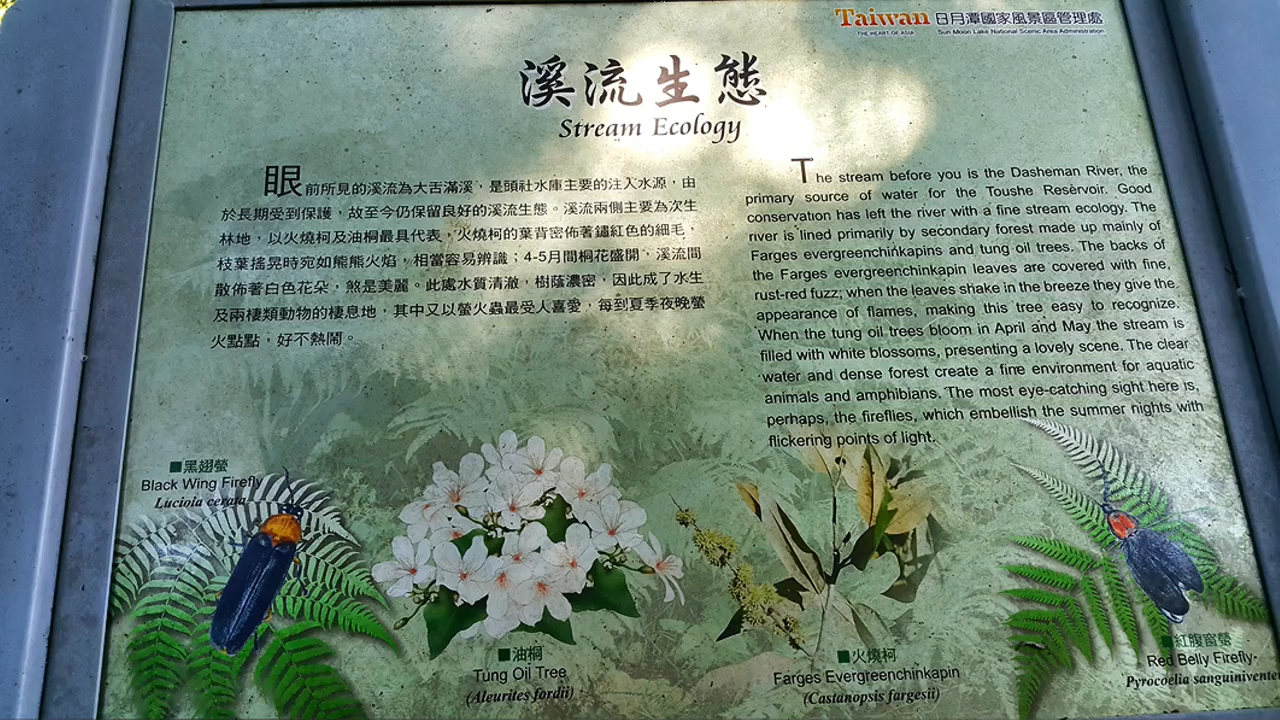 Taiwan
THE HEART OF ASIA
日月潭國家風景區管理處
Sun Moon Lake National Scenic Area Administration
溪流生態
Stream Ecology
眼前所見的溪流為大舌滿溪，是頭社水庫主要的注入水源，由
於長期受到保護，故至今仍保留良好的溪流生態。溪流兩側主要為次生
林地，以火燒柯及油桐最具代表，火燒柯的葉背密佈著鏽紅色的細毛，
枝葉搖晃時宛如熊熊火焰，相當容易辨識；4-5月間桐花盛開，溪流間
散佈著白色花朵，煞是美麗。此處水質清澈，樹蔭濃密，因此成了水生
及兩棲類動物的棲息地，其中又以螢火蟲最受人喜愛，每到夏季夜晚螢
火點點，好不熱鬧。
The stream before you is the Dasheman River, the
primary source of water for the Toushe Reservoir. Good
conservation has left the river with a fine stream ecology. The
river is lined primarily by secondary forest made up mainly of
Farges evergreenchinkapins and tung oil trees. The backs of
the Farges evergreenchinkapin leaves are covered with fine,
rust-red fuzz; when the leaves shake in the breeze they give the
appearance of flames, making this tree easy to recognize.
When the tung oil trees bloom in April and May the stream is
filled with white blossoms, presenting a lovely scene. The clear
water and dense forest create a fine environment for aquatic
animals and amphibians. The most eye-catching sight here is,
perhaps, the fireflies, which embellish the summer nights with
flickering points of light.
■黑翅螢
Black Wing Firefly
Lucioia cerata
■油桐
Tung Oil Tree
(Aleurites fordii)
■火燒柯
Farges Evergreenchinkapin
(Castanopsis fargesii)
■紅腹窗螢
Red Belly Firefly
Pyrocoelia sanguiniventer